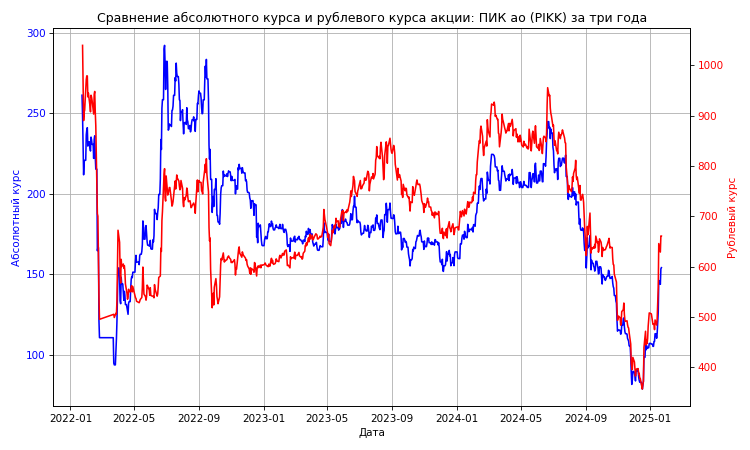 Сравнение абсолютного курса и рублевого курса акции: ПИК ао (PIKK) за три года
300
250
200
150
100
Абсолютный курс
1000
900
800
700
600
500
400
Рублевый курс
2022-01 2022-05 2022-09 2023-01 2023-05 2023-09 2024-01 2024-05 2024-09 2025-01
Дата